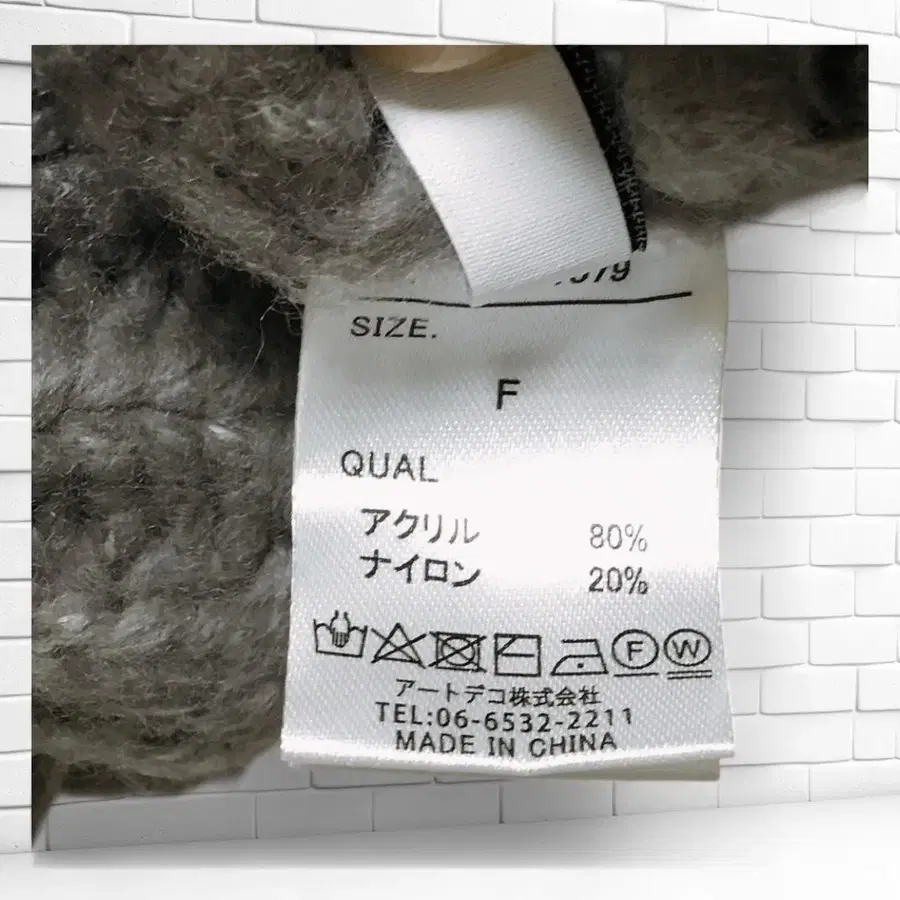 SIZE.
F
QUAL
アクリル 80%
ナイロン 20%
F W
アートデコ株式会社
TEL:06-6532-2211
MADE IN CHINA